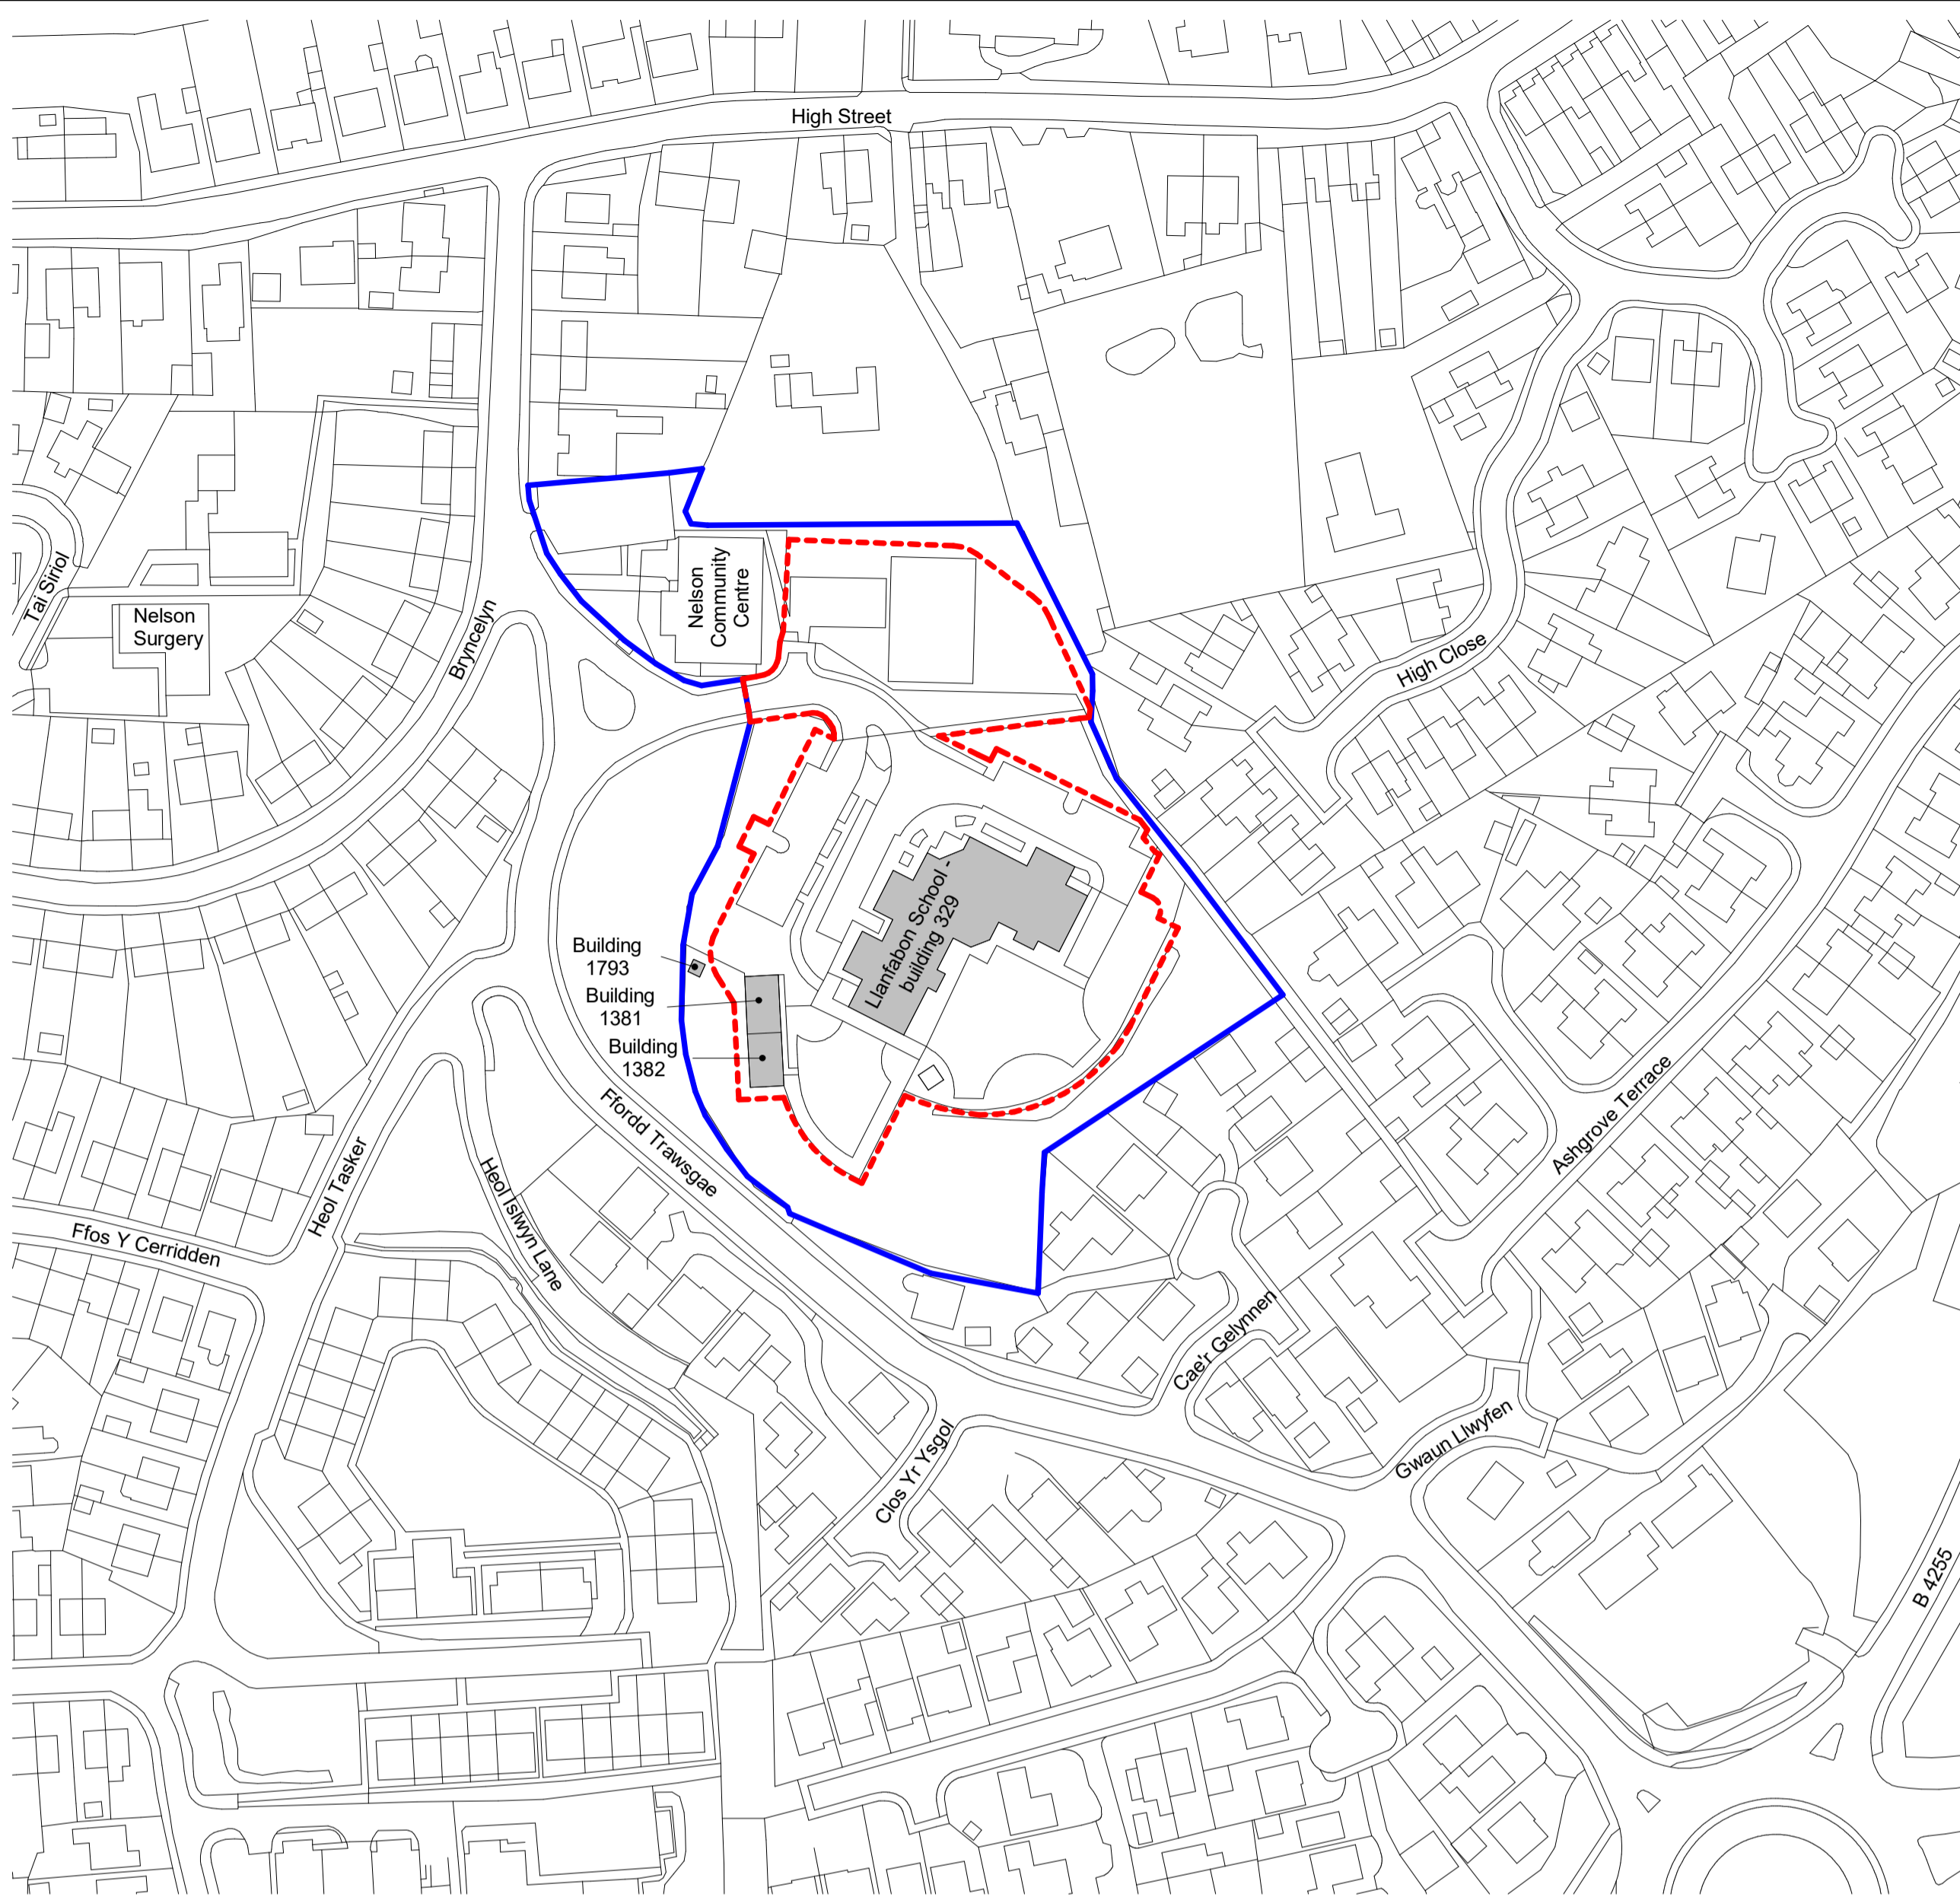 High Street
Nelson
Community
Centre
Tai Siriol
Nelson
Surgery
Bryncelyn
High Close
Llanfabon School -
building 329
Building
1793
Building
1381
Building
1382
Ffordd Trawsgae
Heol Tasker
Heol Islwyn Lane
Ffos Y Cerridden
Ashgrove Terrace
Cae'r Gelynnen
Gwaun Llwyfen
Clos Yr Ysgol
B 4255